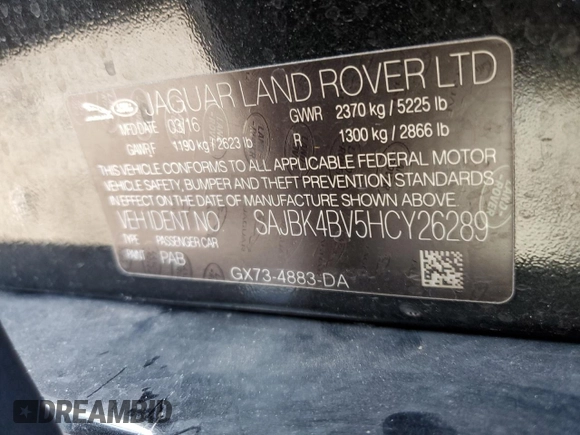 JAGUAR LAND ROVER LTD
MFD DATE 03/16 GVWR 2370 kg / 5225 lb
GAWR F 1190 kg / 2623 lb R 1300 kg / 2866 lb
THIS VEHICLE CONFORMS TO ALL APPLICABLE FEDERAL MOTOR
VEHICLE SAFETY, BUMPER AND THEFT PREVENTION STANDARDS
IN EFFECT ON THE DATE OF MANUFACTURE SHOWN ABOVE
VEH IDENT NO SAJBK4BV5HCY26289
TYPE PASSENGER CAR
PAINT PAB
GX73-4883-DA
DREAMBID